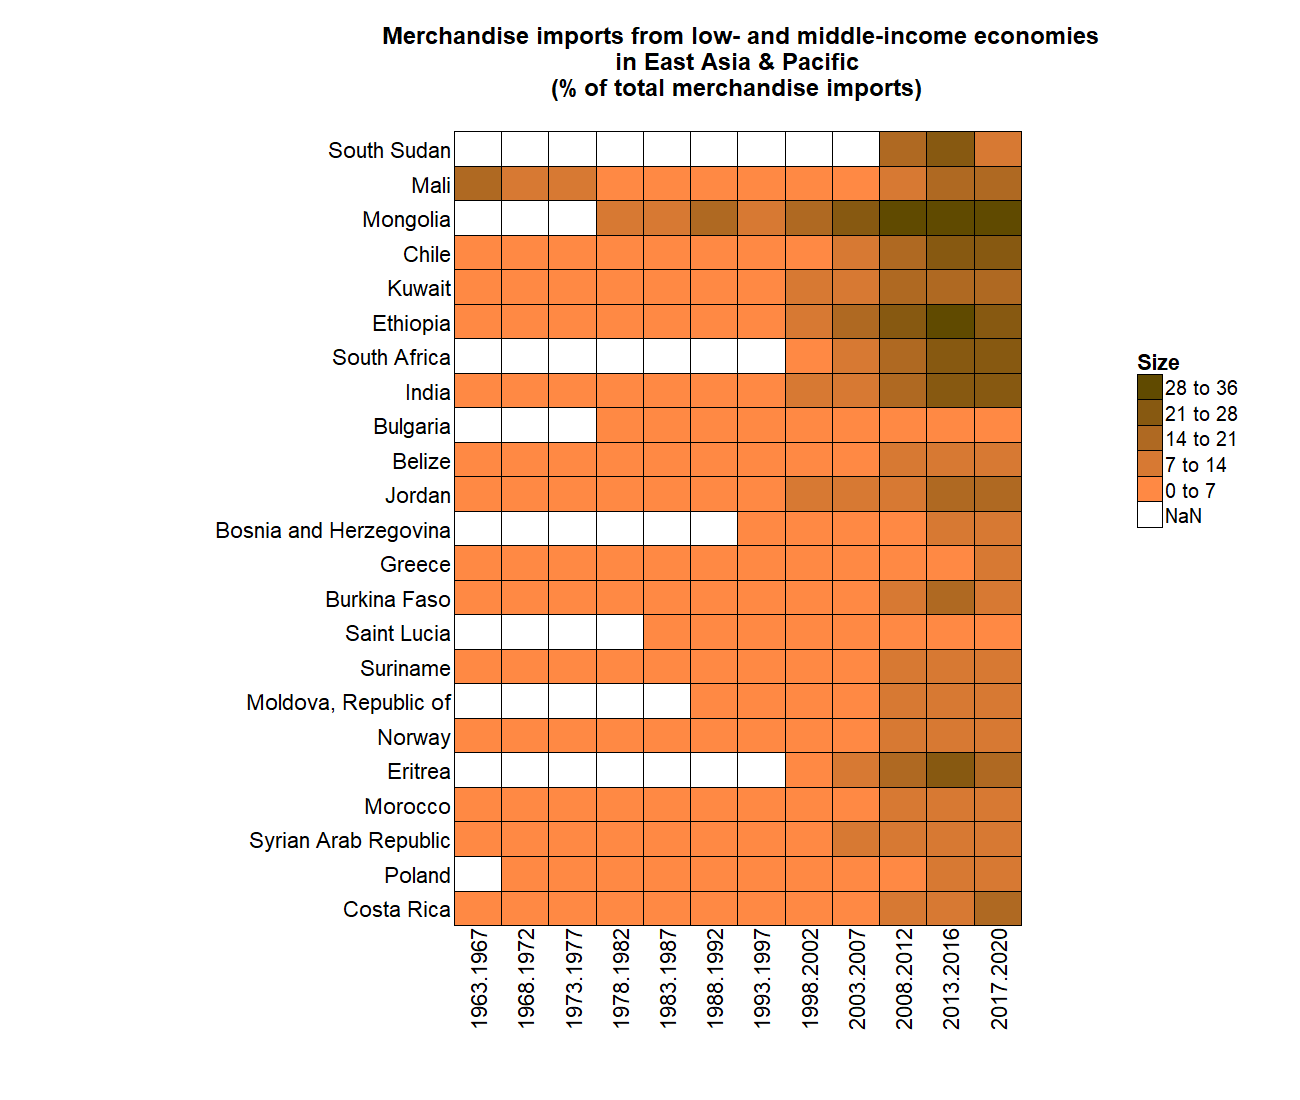 Merchandise imports from low- and middle-income economies
in East Asia & Pacific
(% of total merchandise imports)
South Sudan
Mali
Mongolia
Chile
Kuwait
Ethiopia
South Africa
India
Bulgaria
Belize
Jordan
Bosnia and Herzegovina
Greece
Burkina Faso
Saint Lucia
Suriname
Moldova, Republic of
Norway
Eritrea
Morocco
Syrian Arab Republic
Poland
Costa Rica
1963.1967
1968.1972
1973.1977
1978.1982
1983.1987
1988.1992
1993.1997
1998.2002
2003.2007
2008.2012
2013.2016
2017.2020
Size
28 to 36
21 to 28
14 to 21
7 to 14
0 to 7
NaN